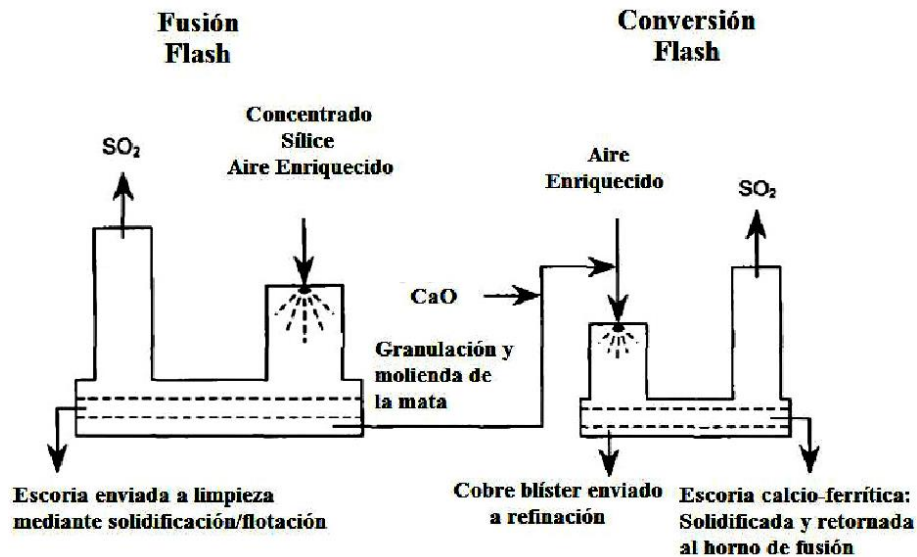 Fusión
Flash
Conversión
Flash
Concentrado
Sílice
Aire Enriquecido
SO₂
Aire
Enriquecido
SO₂
CaO
Granulación y
molienda de
la mata
Escoria enviada a limpieza
mediante solidificación/flotación
Cobre blíster enviado
a refinación
Escoria calcio-ferrítica:
Solidificada y retornada
al horno de fusión